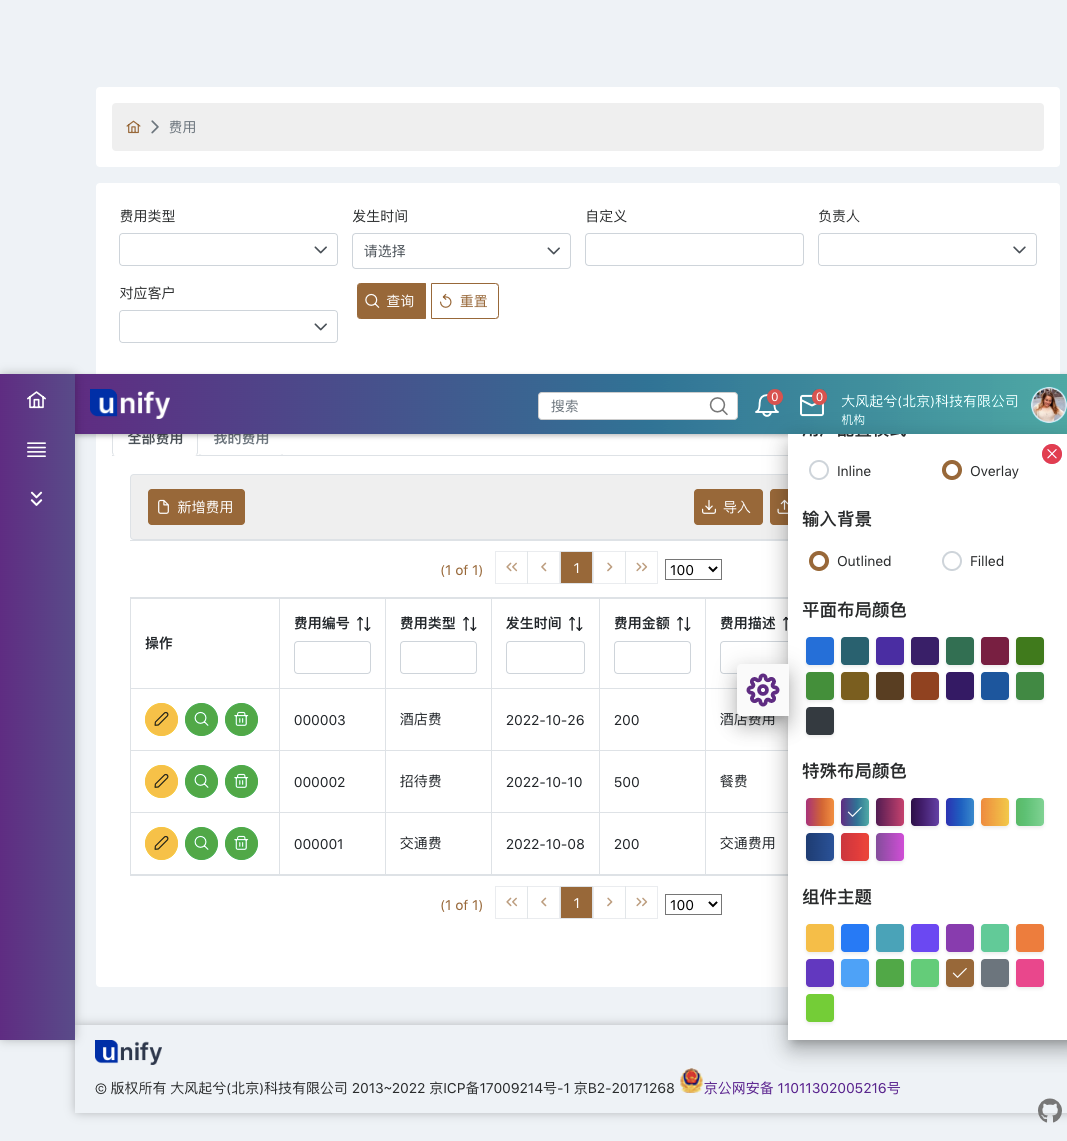 费用
费用类型 发生时间 自定义 负责人
请选择
对应客户
查询 重置
unify 搜索 0 0 大风起兮(北京)科技有限公司
机构
全部费用 我的费用
Inline Overlay
新增费用 导入
输入背景
Outlined Filled
(1 of 1) 1 100
平面布局颜色
操作 费用编号 费用类型 发生时间 费用金额 费用描述
000003 酒店费 2022-10-26 200 酒店费用
000002 招待费 2022-10-10 500 餐费
000001 交通费 2022-10-08 200 交通费用
特殊布局颜色
组件主题
(1 of 1) 1 100
unify
© 版权所有 大风起兮(北京)科技有限公司 2013~2022 京ICP备17009214号-1 京B2-20171268 京公网安备 11011302005216号